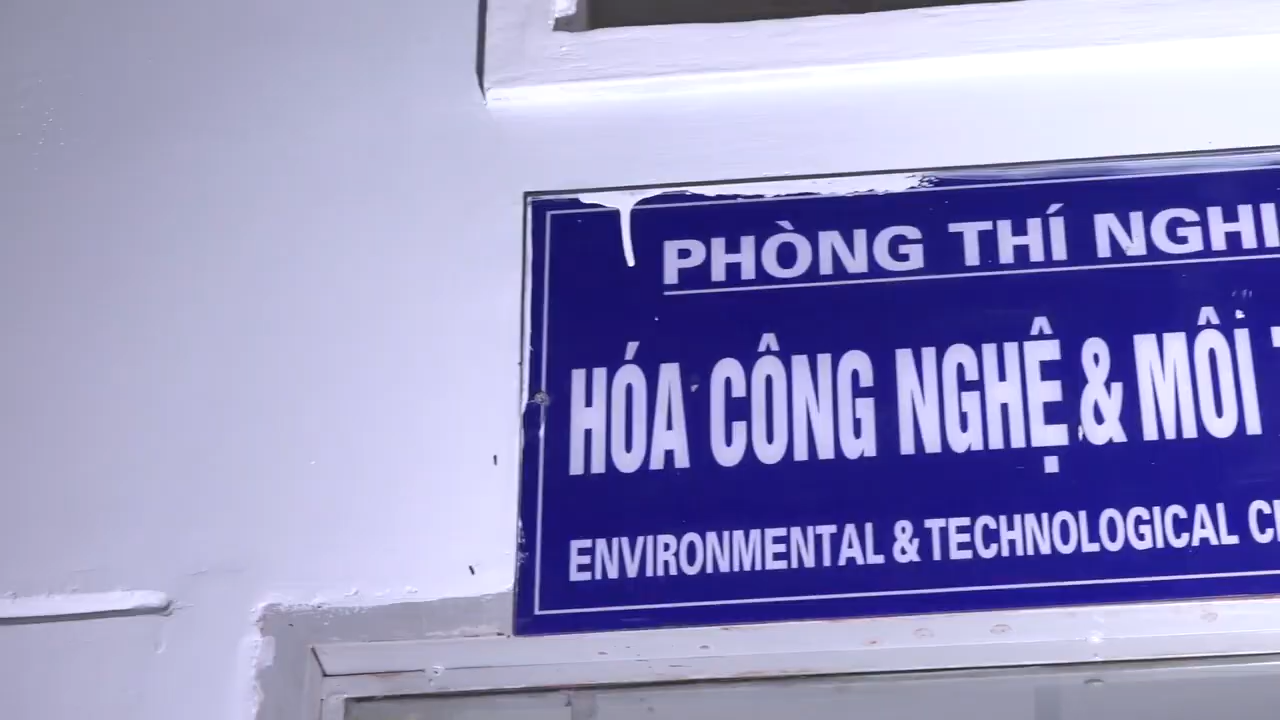 PHÒNG THÍ NGHI
HÓA CÔNG NGHỆ & MÔI
ENVIRONMENTAL & TECHNOLOGICAL